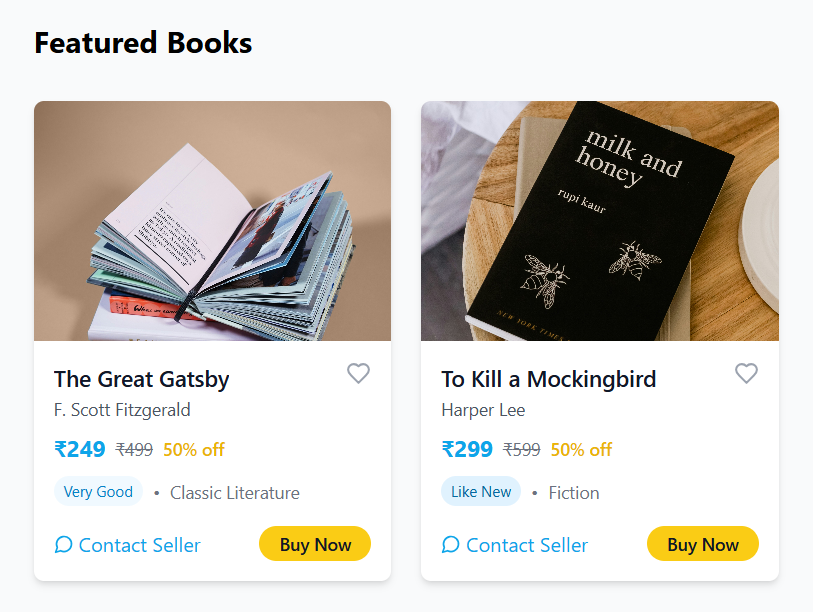 Featured Books
milk and
honey
rupi kaur
NEW YORK TIMES
The Great Gatsby
F. Scott Fitzgerald
₹249 ₹499 50% off
Very Good • Classic Literature
Contact Seller
Buy Now
To Kill a Mockingbird
Harper Lee
₹299 ₹599 50% off
Like New • Fiction
Contact Seller
Buy Now